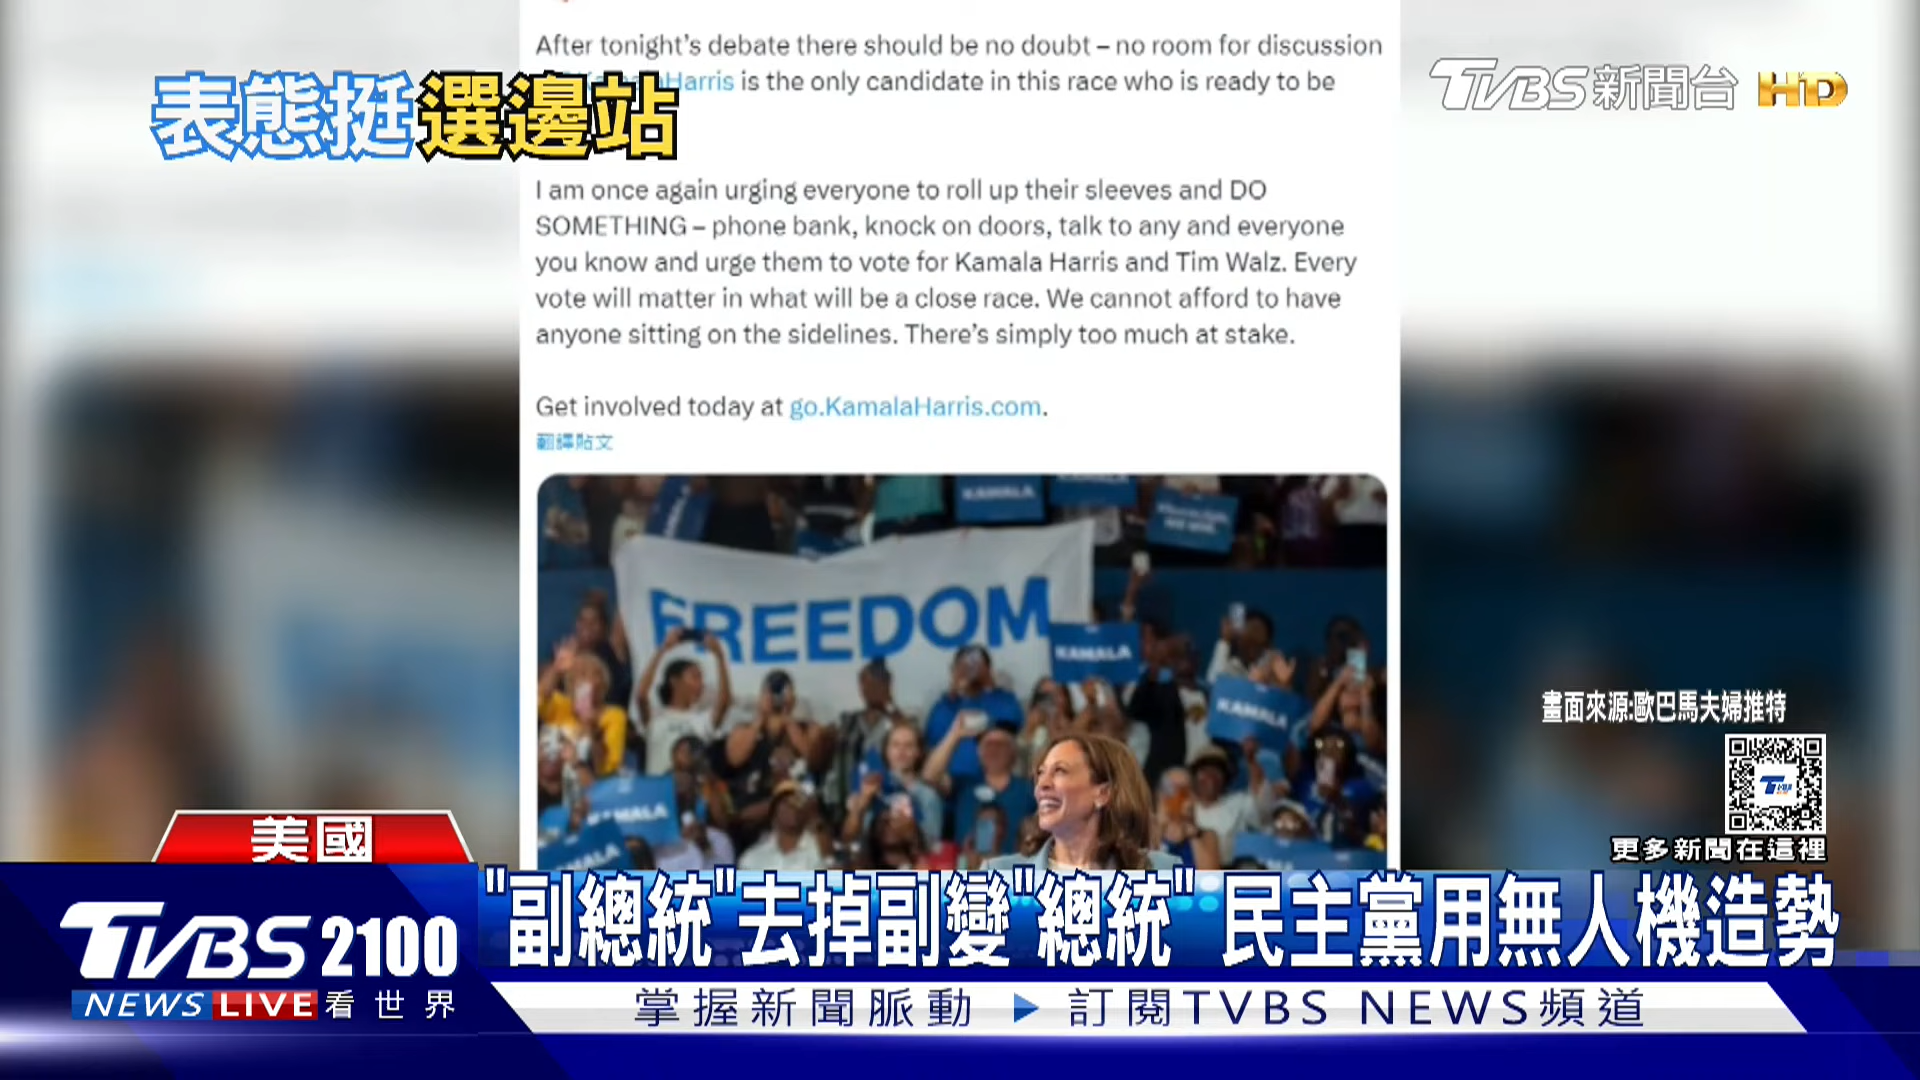 After tonight's debate there should be no doubt – no room for discussion
Harris is the only candidate in this race who is ready to be
表態挺選邊站
TVBS新聞台 HD
I am once again urging everyone to roll up their sleeves and DO
SOMETHING – phone bank, knock on doors, talk to any and everyone
you know and urge them to vote for Kamala Harris and Tim Walz. Every
vote will matter in what will be a close race. We cannot afford to have
anyone sitting on the sidelines. There's simply too much at stake.
Get involved today at go.KamalaHarris.com.
翻譯貼文
KAMALA
FREEDOM
KAMALA
KAMALA
KAMALA
畫面來源:歐巴馬夫婦推特
TVBS
更多新聞在這裡
美國
"副總統"去掉副變"總統" 民主黨用無人機造勢
TVBS 2100
NEWS LIVE 看世界
掌握新聞脈動 ▶ 訂閱TVBS NEWS頻道